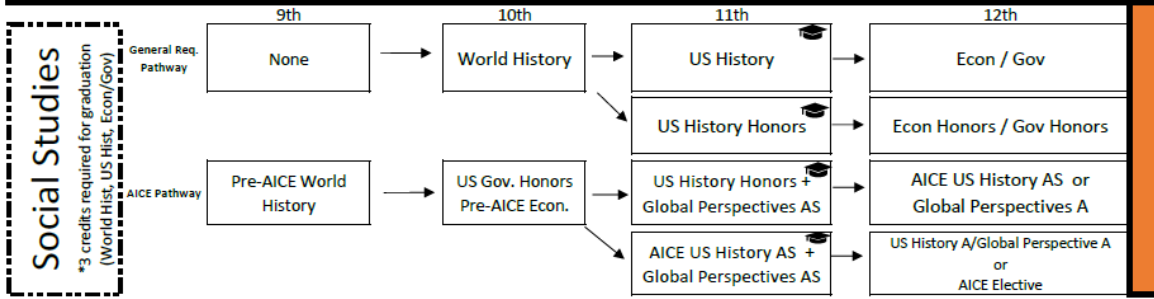 9th
10th
11th
12th
Social Studies
*3 credits required for graduation
(World Hist, US Hist, Econ/Gov)
General Req.
Pathway
None
World History
US History
Econ / Gov
US History Honors
Econ Honors / Gov Honors
AICE Pathway
Pre-AICE World
History
US Gov. Honors
Pre-AICE Econ.
US History Honors +
Global Perspectives AS
AICE US History AS or
Global Perspectives A
AICE US History AS +
Global Perspectives AS
US History A/Global Perspective A
or
AICE Elective